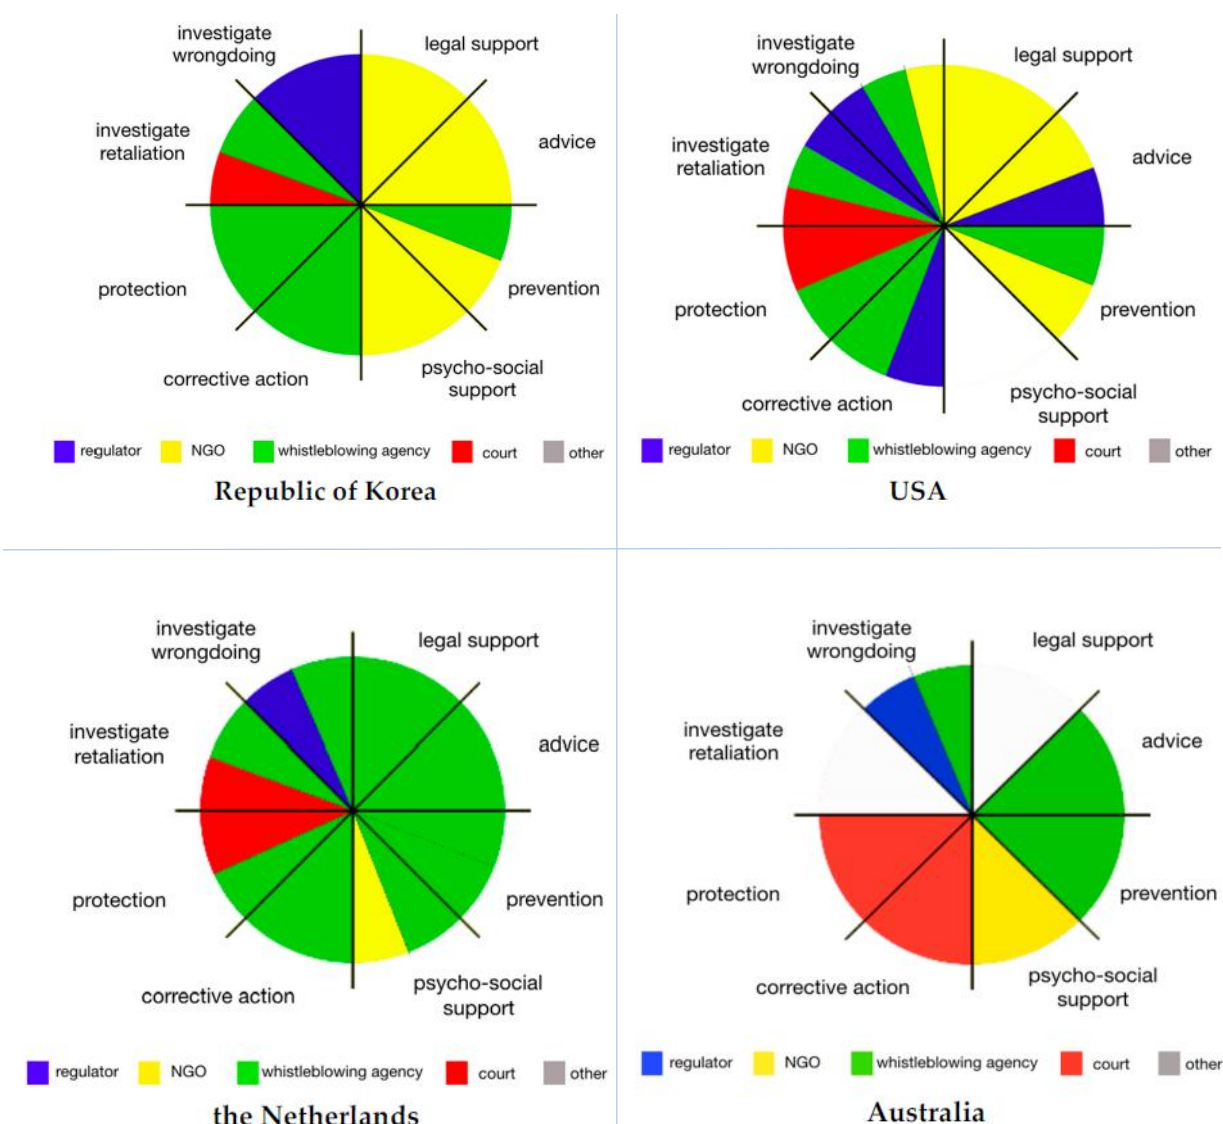 investigate
wrongdoing
legal support
investigate
retaliation
advice
protection
prevention
corrective action
psycho-social
support
regulator NGO whistleblowing agency court other
Republic of Korea
investigate
wrongdoing
legal support
investigate
retaliation
advice
protection
prevention
corrective action
psycho-social
support
regulator NGO whistleblowing agency court other
USA
investigate
wrongdoing
legal support
investigate
retaliation
advice
protection
prevention
corrective action
psycho-social
support
regulator NGO whistleblowing agency court other
the Netherlands
investigate
wrongdoing
legal support
investigate
retaliation
advice
protection
prevention
corrective action
psycho-social
support
regulator NGO whistleblowing agency court other
Australia